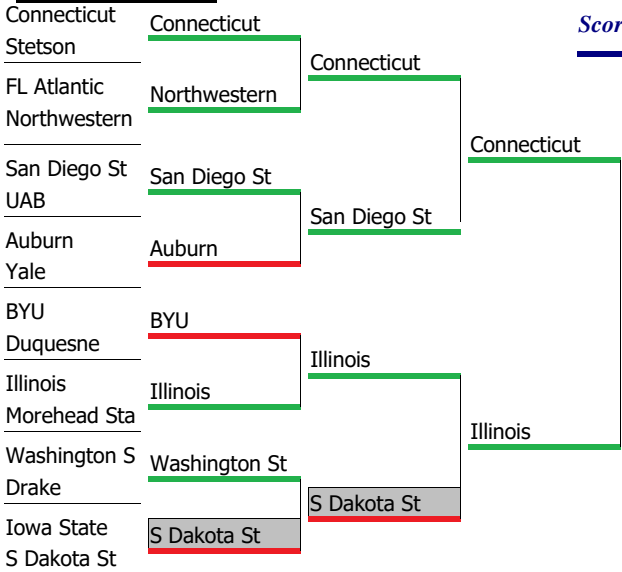 Connecticut
Stetson
FL Atlantic
Northwestern
San Diego St
UAB
Auburn
Yale
BYU
Duquesne
Illinois
Morehead Sta
Washington S
Drake
Iowa State
S Dakota St
Connecticut
Northwestern
San Diego St
Auburn
BYU
Illinois
Washington St
S Dakota St
Connecticut
San Diego St
Illinois
S Dakota St
Connecticut
Illinois
Scor